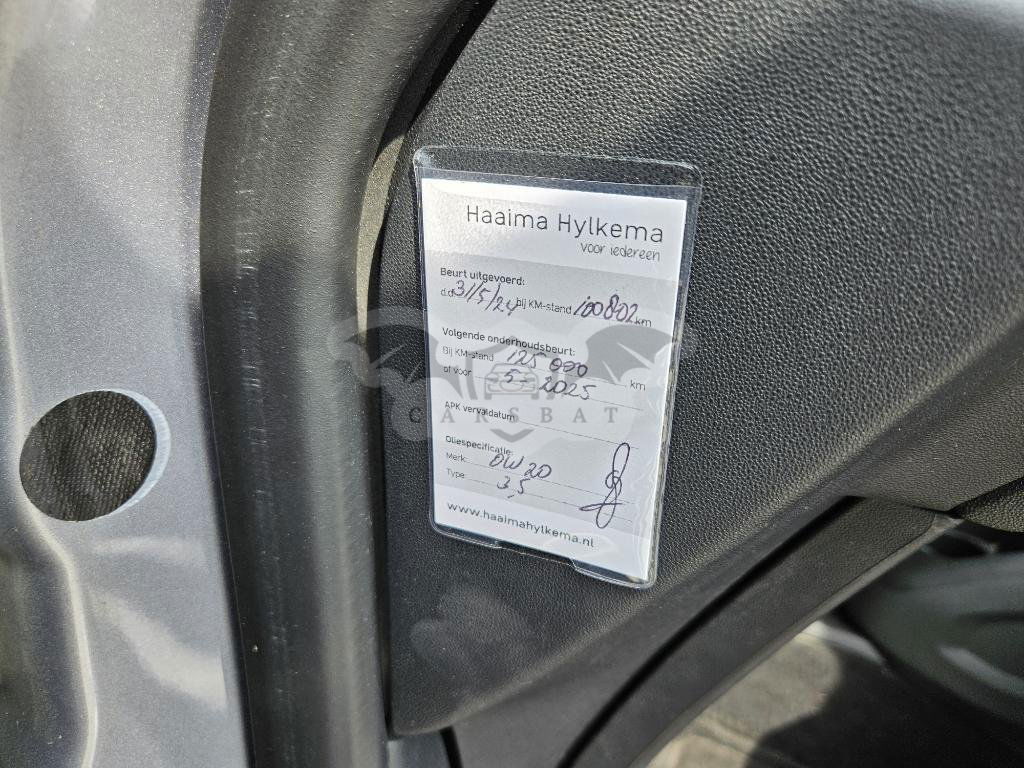 Haaima Hylkema
voor iedereen
Beurt uitgevoerd:
d.d. 31/5/24 bij KM-stand 100802 km
Volgende onderhoudsbeurt:
Bij KM-stand 125 000 km
of voor 5-2025
CARSBAT
APK vervaldatum
Oliespecificatie:
Merk: 0W20
Type 3,5
www.haaimahylkema.nl